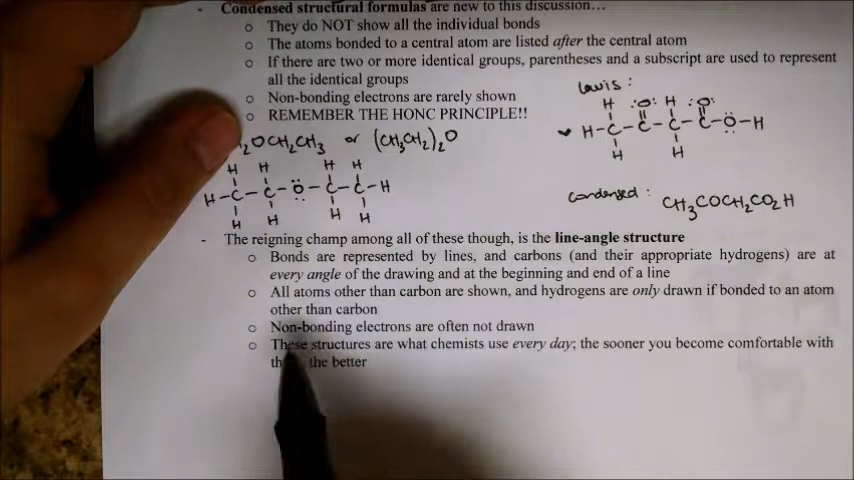 - Condensed structural formulas are new to this discussion…
o They do NOT show all the individual bonds
o The atoms bonded to a central atom are listed after the central atom
o If there are two or more identical groups, parentheses and a subscript are used to represent
all the identical groups
o Non-bonding electrons are rarely shown
o REMEMBER THE HONC PRINCIPLE!!
Lewis :
H :O: H :O:
H-C-C-C-C-Ö-H
H H
₂OCH₂CH₃ or (CH₃CH₂)₂O
H H H H
H-C-C-Ö-C-C-H
H H H H
Condensed : CH₃COCH₂CO₂H
- The reigning champ among all of these though, is the line-angle structure
o Bonds are represented by lines, and carbons (and their appropriate hydrogens) are at
every angle of the drawing and at the beginning and end of a line
o All atoms other than carbon are shown, and hydrogens are only drawn if bonded to an atom
other than carbon
o Non-bonding electrons are often not drawn
o These structures are what chemists use every day; the sooner you become comfortable with
the better